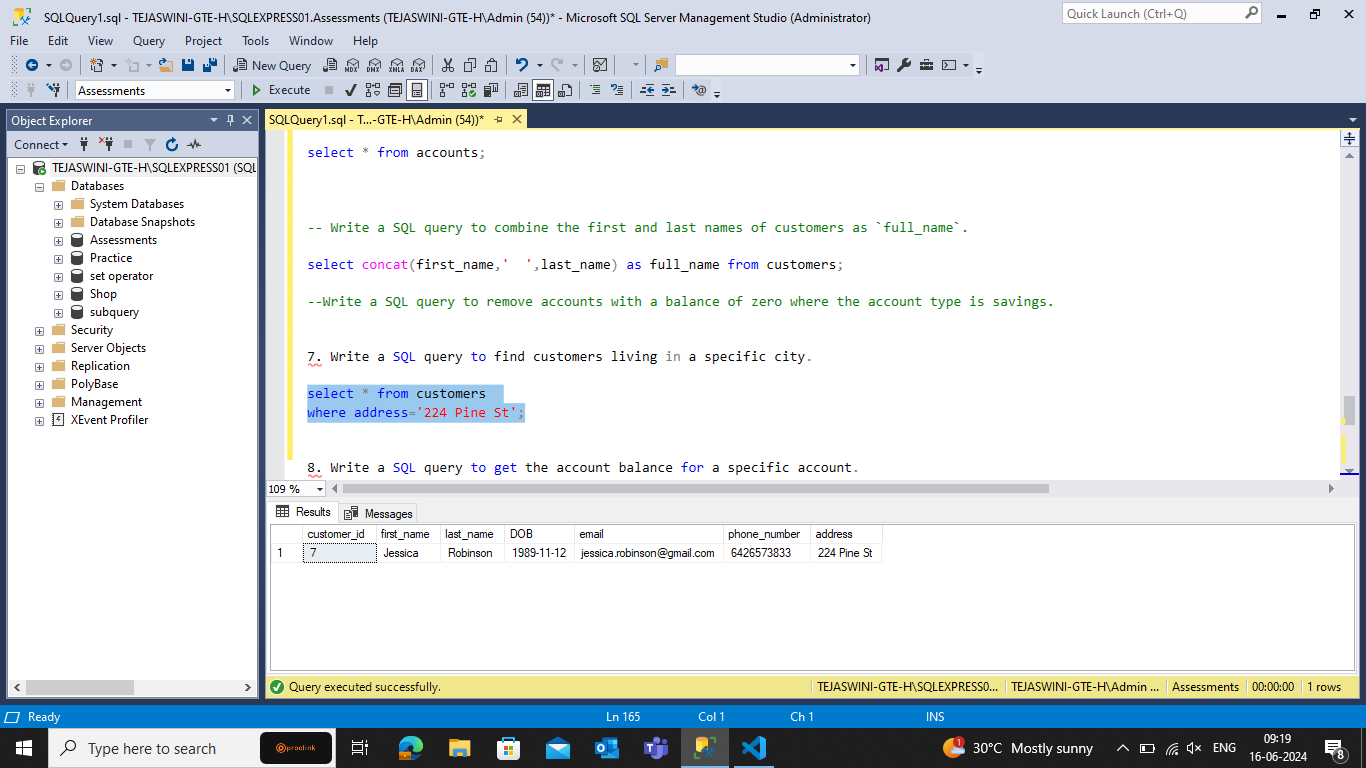 SQLQuery1.sql - TEJASWINI-GTE-H\SQLEXPRESS01.Assessments (TEJASWINI-GTE-H\Admin (54))* - Microsoft SQL Server Management Studio (Administrator)
Quick Launch (Ctrl+Q)
File Edit View Query Project Tools Window Help
New Query MDX DMX XMLA DAX
Assessments Execute
Object Explorer
SQLQuery1.sql - T...-GTE-H\Admin (54))*
Connect
TEJASWINI-GTE-H\SQLEXPRESS01 (SQL
Databases
System Databases
Database Snapshots
Assessments
Practice
set operator
Shop
subquery
Security
Server Objects
Replication
PolyBase
Management
XEvent Profiler
select * from accounts;
-- Write a SQL query to combine the first and last names of customers as `full_name`.
select concat(first_name,'  ',last_name) as full_name from customers;
--Write a SQL query to remove accounts with a balance of zero where the account type is savings.
7. Write a SQL query to find customers living in a specific city.
select * from customers
where address='224 Pine St';
8. Write a SQL query to get the account balance for a specific account.
109 %
Results Messages
customer_id first_name last_name DOB email phone_number address
1 7 Jessica Robinson 1989-11-12 jessica.robinson@gmail.com 6426573833 224 Pine St
Query executed successfully. TEJASWINI-GTE-H\SQLEXPRESS0... TEJASWINI-GTE-H\Admin ... Assessments 00:00:00 1 rows
Ready Ln 165 Col 1 Ch 1 INS
Type here to search proclink 1 30°C Mostly sunny ENG 09:19
16-06-2024 8